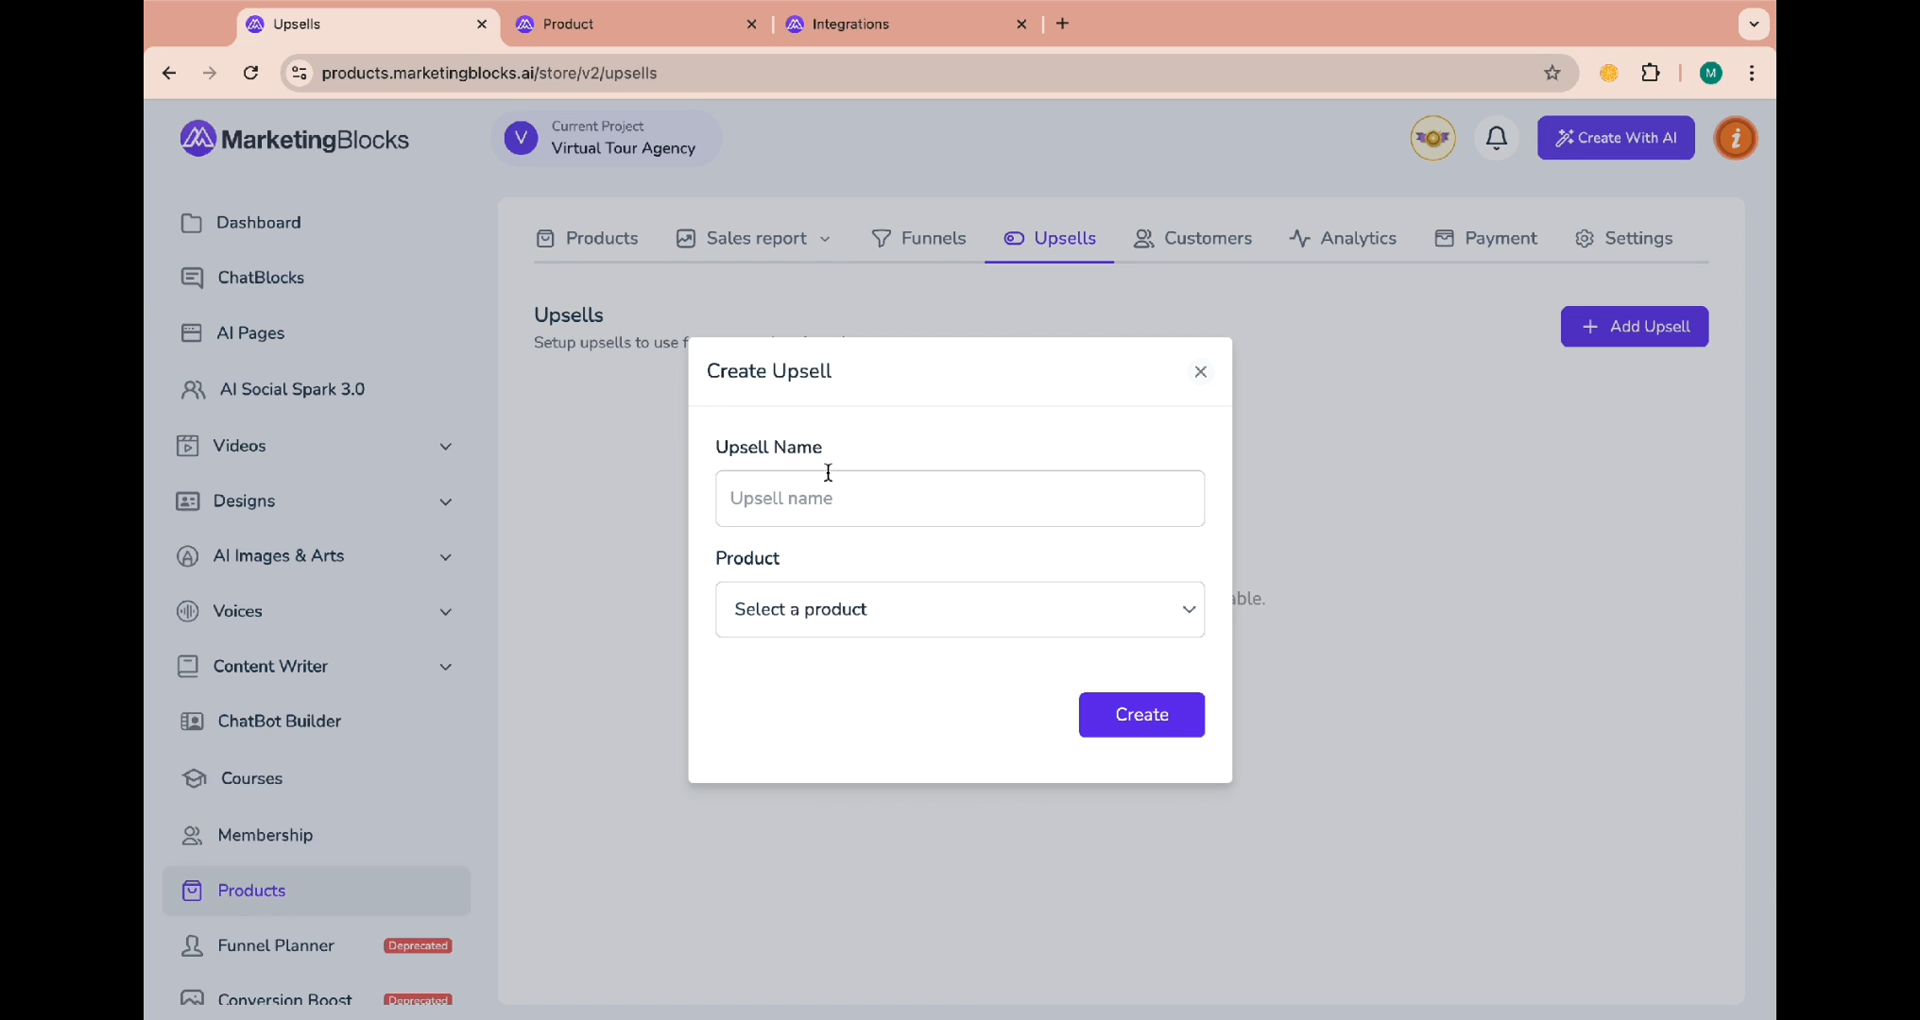 Upsells
Product
Integrations
products.marketingblocks.ai/store/v2/upsells
M
MarketingBlocks
V
Current Project
Virtual Tour Agency
Create With AI
i
Dashboard
ChatBlocks
AI Pages
AI Social Spark 3.0
Videos
Designs
AI Images & Arts
Voices
Content Writer
ChatBot Builder
Courses
Membership
Products
Funnel Planner Deprecated
Conversion Boost Deprecated
Products Sales report Funnels Upsells Customers Analytics Payment Settings
Upsells
Setup upsells to use f
+ Add Upsell
Create Upsell
Upsell Name
Upsell name
Product
Select a product
able.
Create